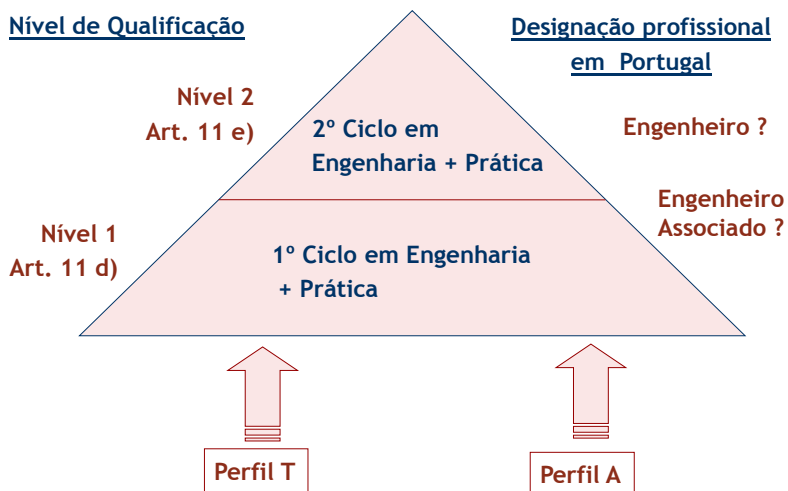 Nível de Qualificação
Designação profissional
em Portugal
Nível 2
Art. 11 e)
2º Ciclo em
Engenharia + Prática
Engenheiro ?
Nível 1
Art. 11 d)
1º Ciclo em Engenharia
+ Prática
Engenheiro
Associado ?
Perfil T
Perfil A